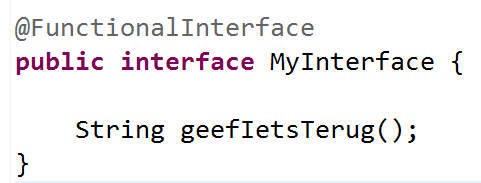 @FunctionalInterface
public interface MyInterface {
String geefIetsTerug();
}